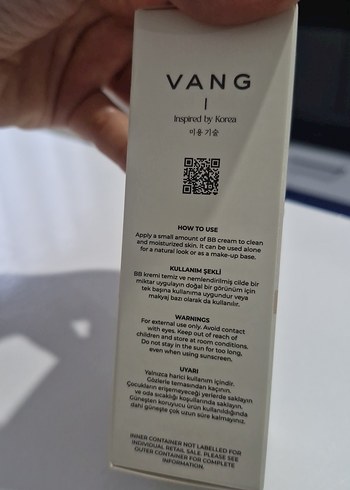 VANG
Inspired by Korea
미용 기술
HOW TO USE
Apply a small amount of BB cream to clean
and moisturized skin. It can be used alone
for a natural look or as a make-up base.
KULLANIM ŞEKLİ
BB kremi temiz ve nemlendirilmiş cilde bir
miktar uygulayın doğal bir görünüm için
tek başına kullanıma uygundur veya
makyaj bazı olarak da kullanılır.
WARNINGS
For external use only. Avoid contact
with eyes. Keep out of reach of
children and store at room conditions.
Do not stay in the sun for too long,
even when using sunscreen.
UYARI
Yalnızca harici kullanım içindir.
Gözlerle temasından kaçının.
Çocukların erişemeyeceği yerlerde saklayın
ve oda sıcaklığı koşullarında saklayın.
Güneşten koruyucu ürün kullanıldığında
dahi güneşte çok uzun süre kalmayınız.
INNER CONTAINER NOT LABELLED FOR
INDIVIDUAL RETAIL SALE. PLEASE SEE
OUTER CONTAINER FOR COMPLETE
INFORMATION.